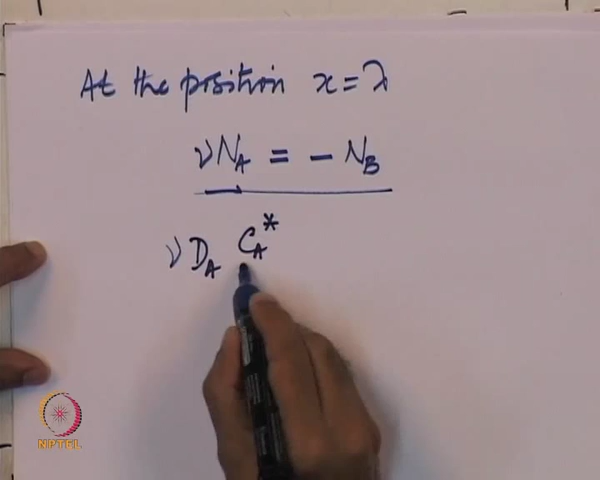 At the position x = λ
νN_A = - N_B
ν D_A C_A*
NPTEL